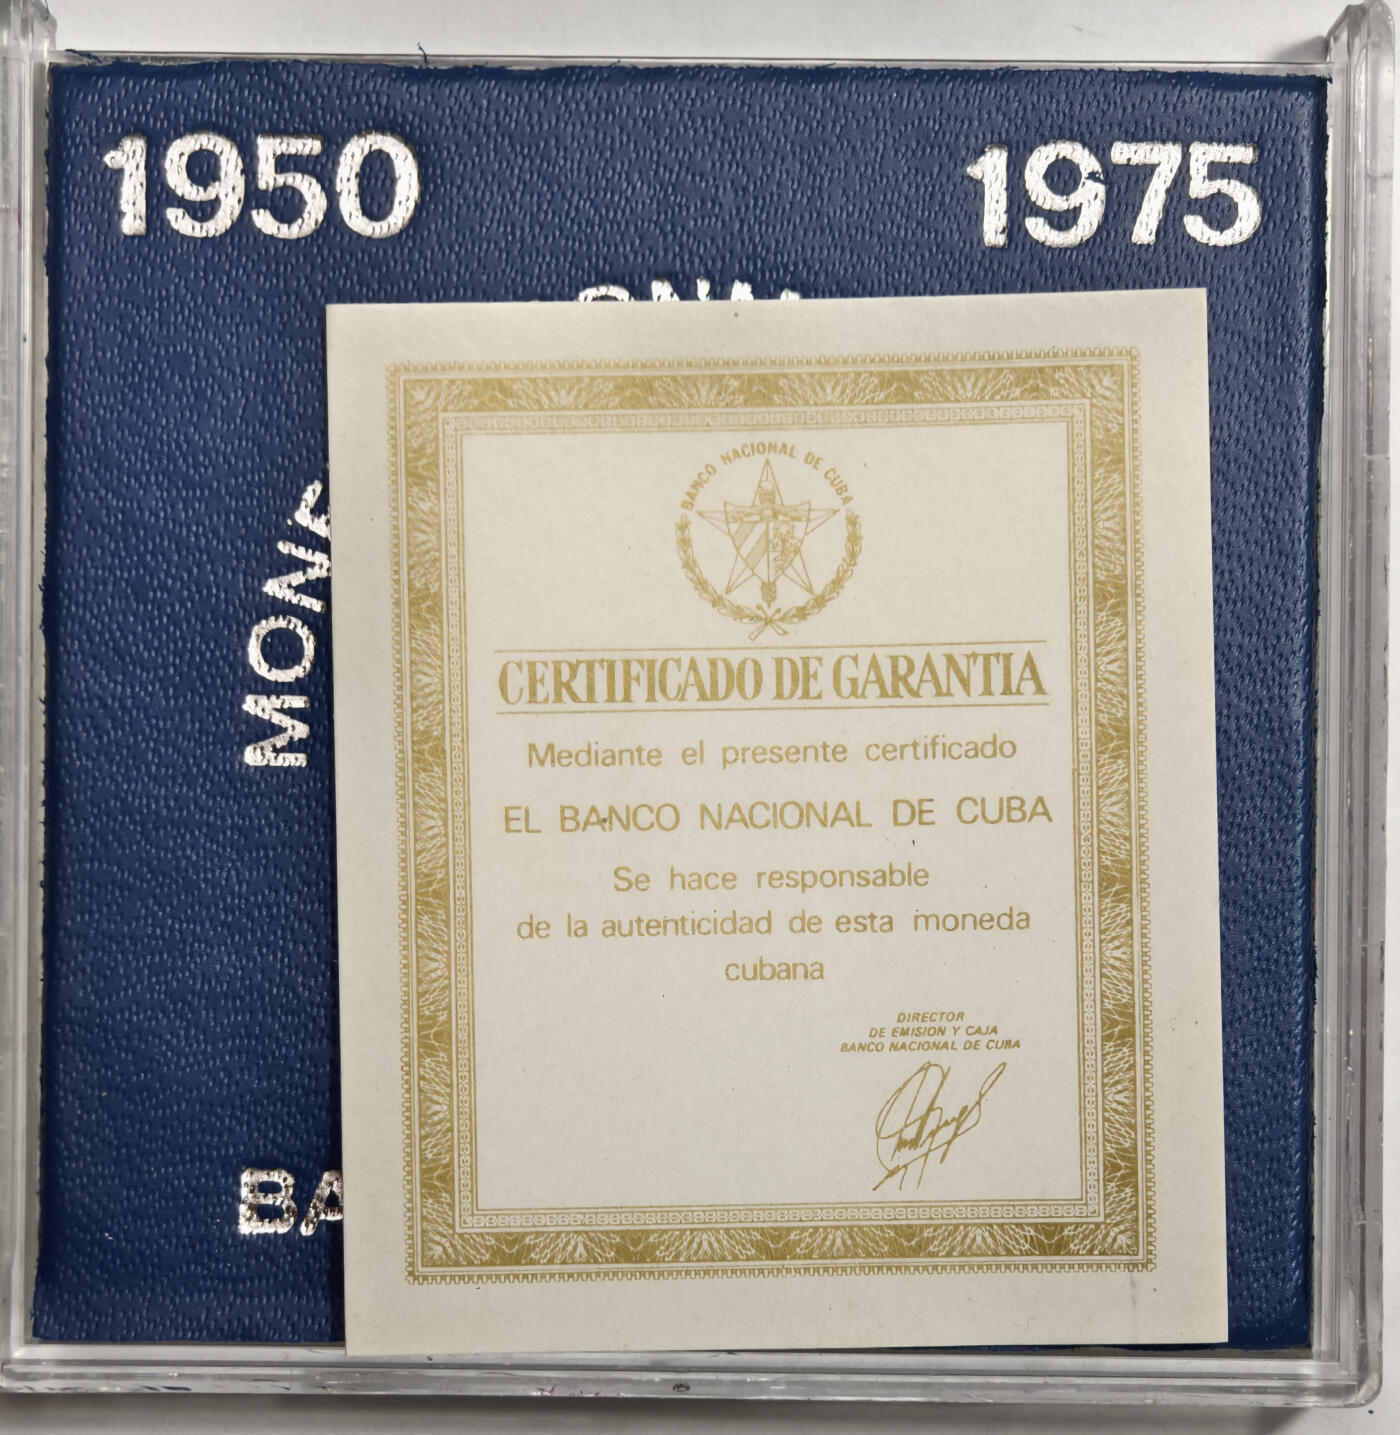 1950
1975
BANCO NACIONAL DE CUBA
CERTIFICADO DE GARANTIA
Mediante el presente certificado
EL BANCO NACIONAL DE CUBA
Se hace responsable
de la autenticidad de esta moneda
cubana
DIRECTOR
DE EMISION Y CAJA
BANCO NACIONAL DE CUBA